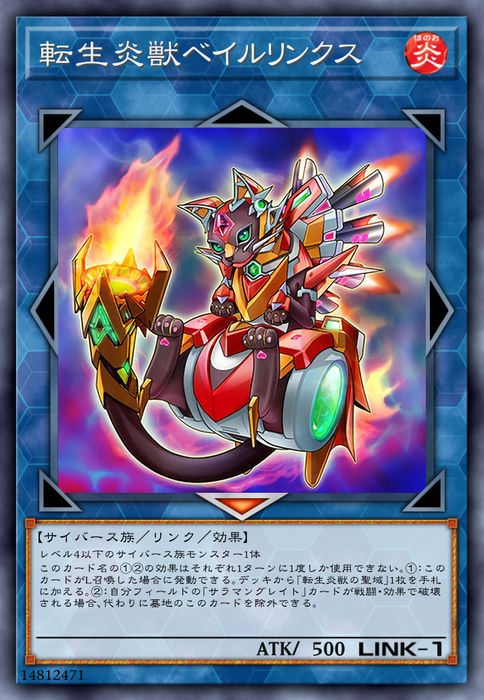 転生炎獣ベイルリンクス
ほのお
炎
【サイバース族/リンク/効果】
レベル4以下のサイバース族モンスター1体
このカード名の①②の効果はそれぞれ1ターンに1度しか使用できない。①:こ
のカードがL召喚した場合に発動できる。デッキから「転生炎獣の聖域」1枚を手札
に加える。②:自分フィールドの「サラマングレイト」カードが戦闘・効果で破壊
される場合、代わりに墓地のこのカードを除外できる。
ATK/ 500 LINK-1
14812471